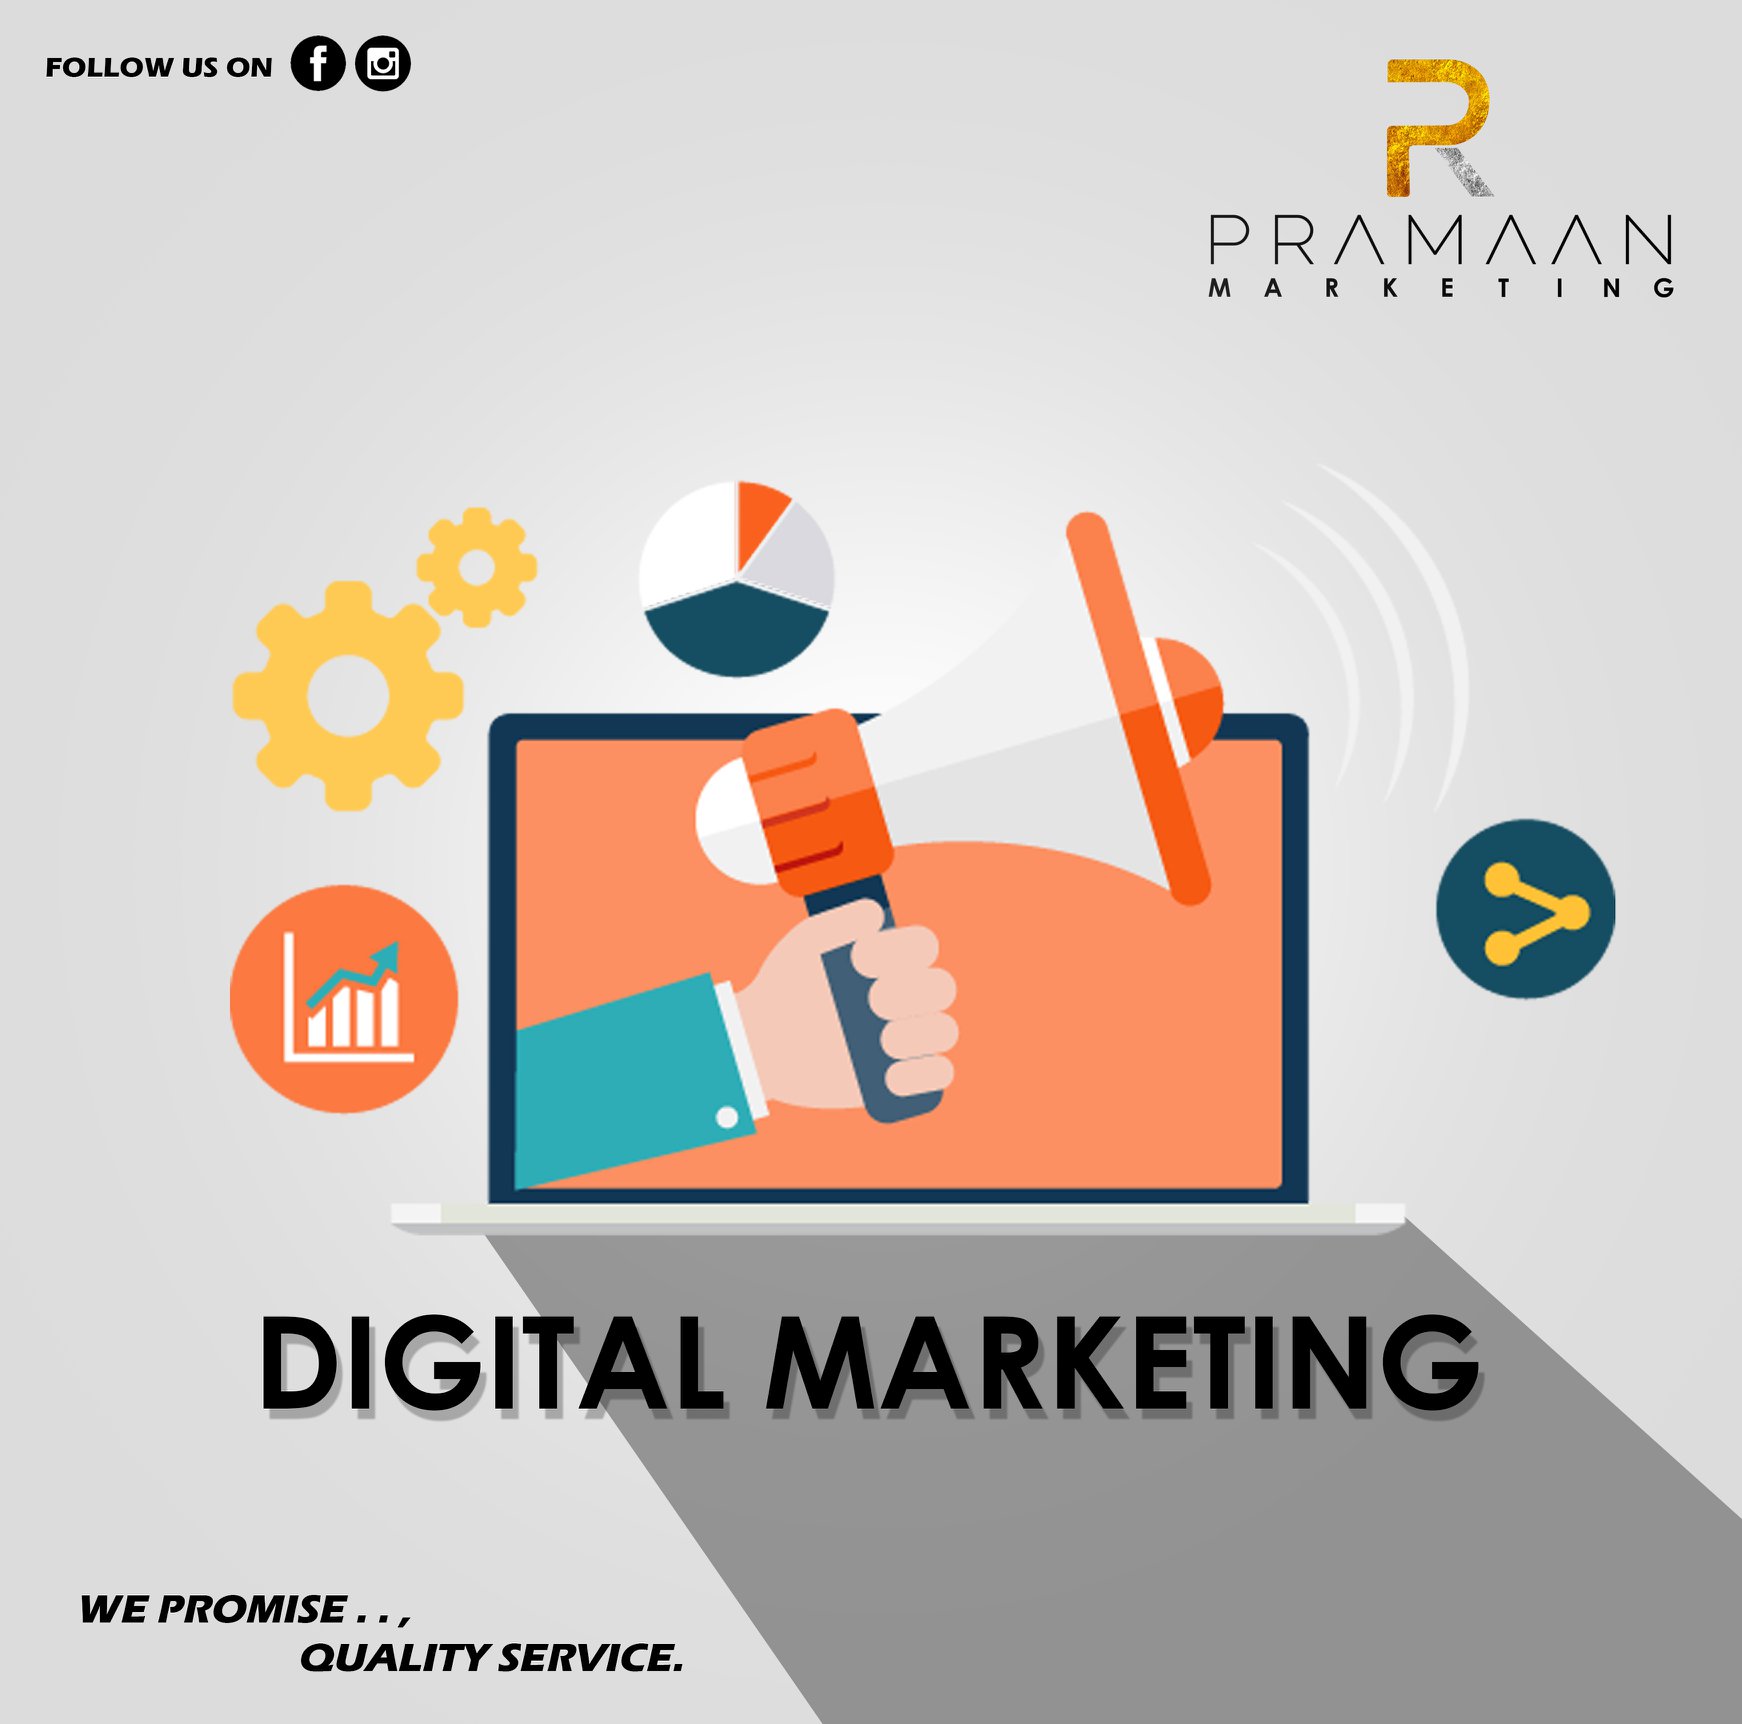 FOLLOW US ON
PRAMAAN
MARKETING
DIGITAL MARKETING
WE PROMISE . . ,
QUALITY SERVICE.